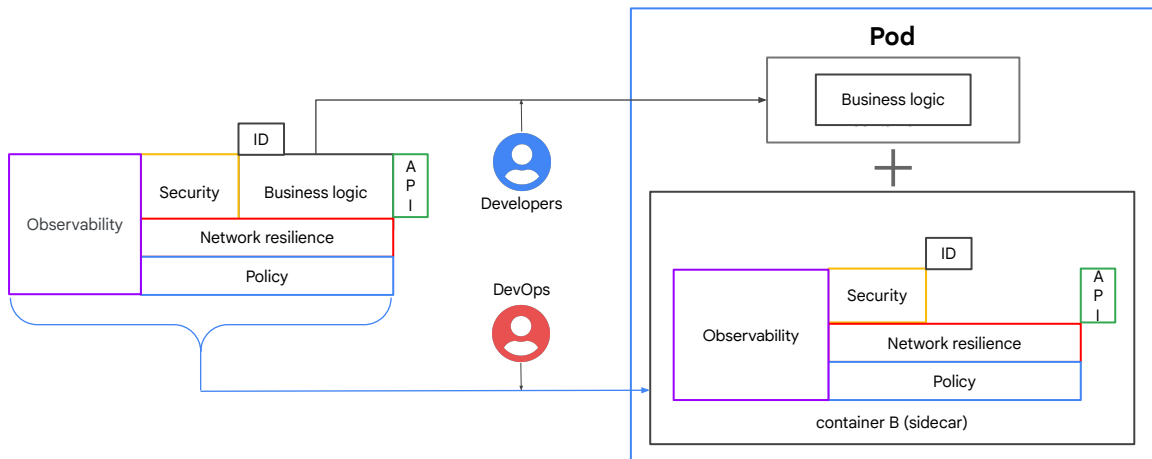 Pod
Business logic
ID
Observability
Security
Business logic
A
P
I
Network resilience
Policy
Developers
DevOps
ID
Observability
Security
A
P
I
Network resilience
Policy
container B (sidecar)